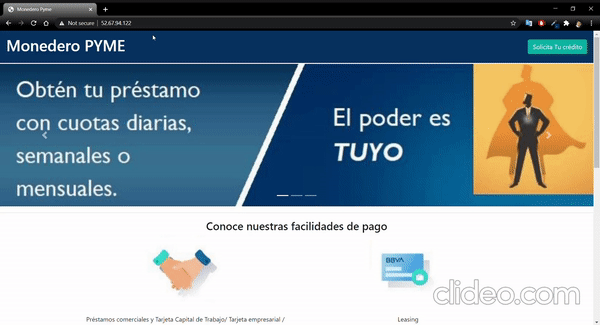 Monedero Pyme
Not secure
52.67.94.122
Monedero PYME
Solicita Tu crédito
Obtén tu préstamo
con cuotas diarias,
semanales o
mensuales.
El poder es
TUYO
Conoce nuestras facilidades de pago
BBVA
Préstamos comerciales y Tarjeta Capital de Trabajo/ Tarjeta empresarial /
Leasing
clideo.com